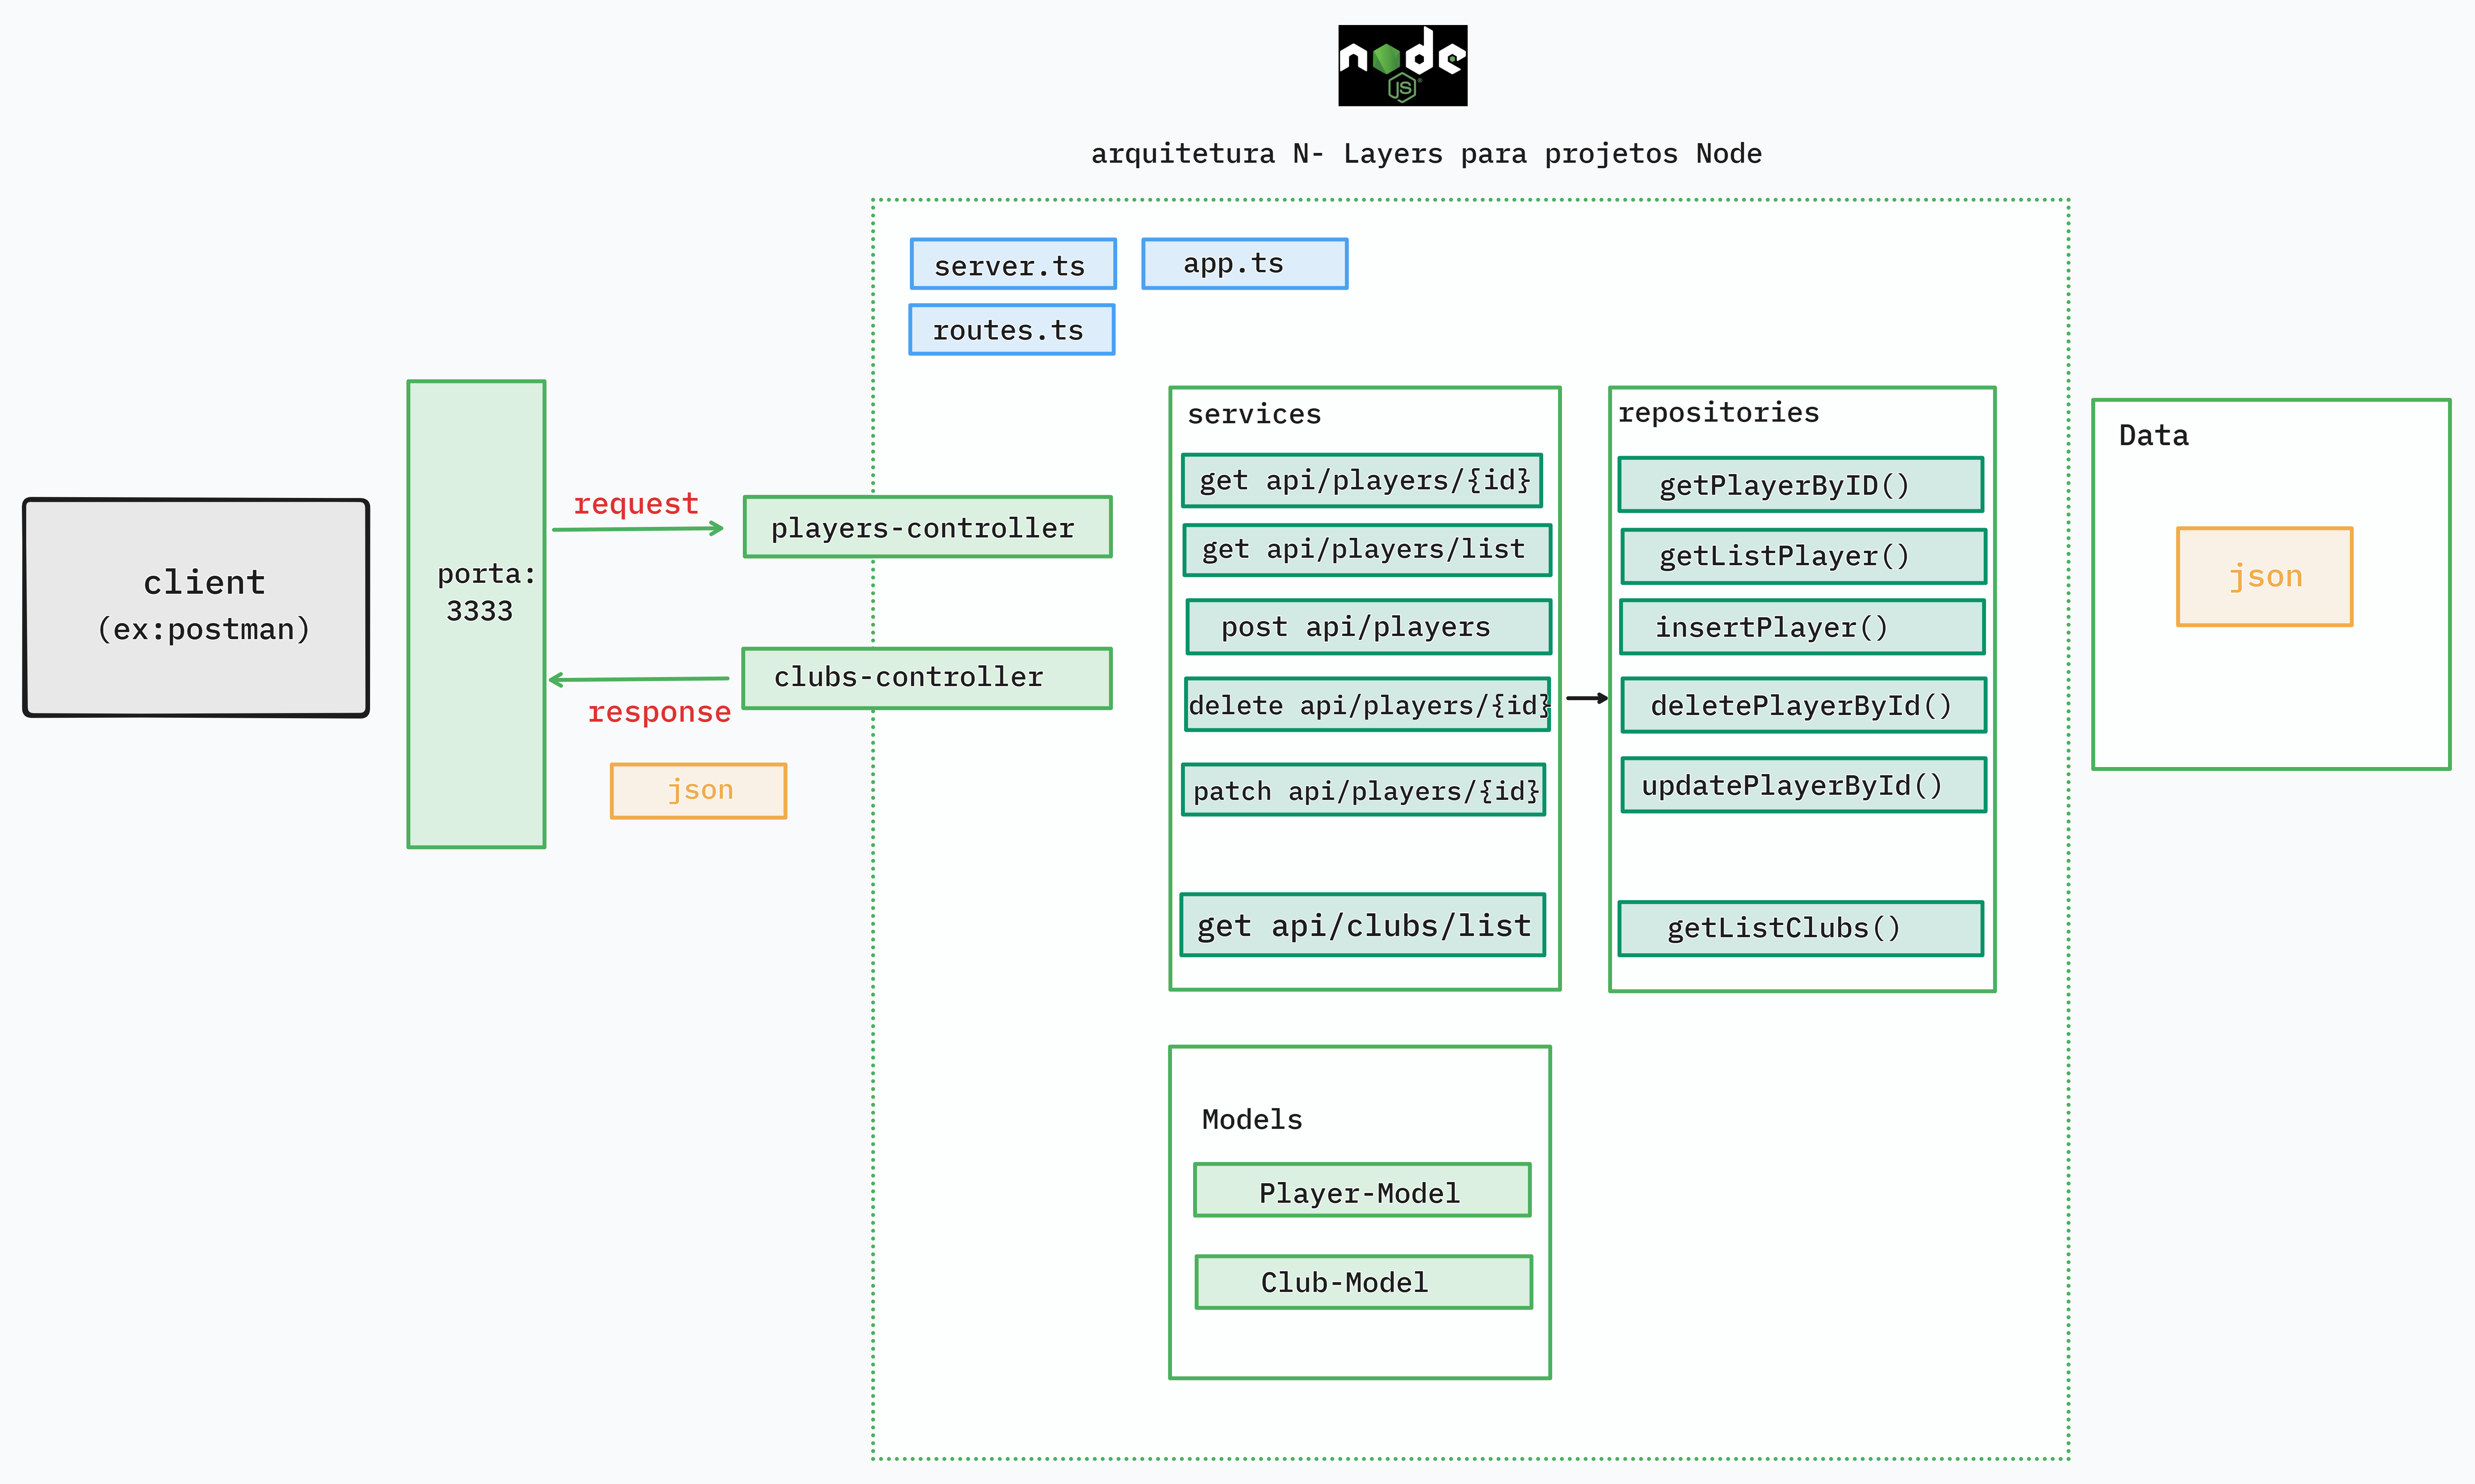 node
JS
arquitetura N- Layers para projetos Node
server.ts
app.ts
routes.ts
client
(ex:postman)
porta:
3333
request
response
json
players-controller
clubs-controller
services
get api/players/{id}
get api/players/list
post api/players
delete api/players/{id}
patch api/players/{id}
get api/clubs/list
repositories
getPlayerByID()
getListPlayer()
insertPlayer()
deletePlayerById()
updatePlayerById()
getListClubs()
Data
json
Models
Player-Model
Club-Model